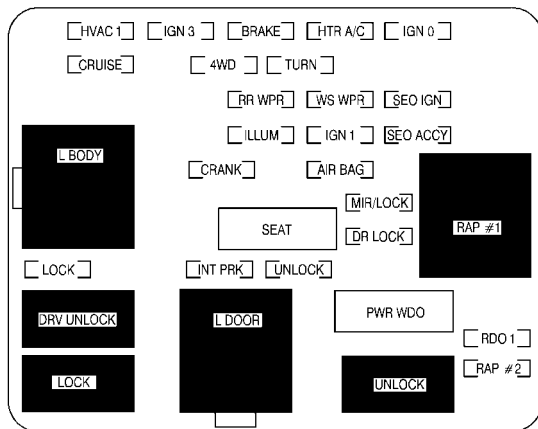 HVAC 1 IGN 3 BRAKE HTR A/C IGN 0
CRUISE 4WD TURN
RR WPR WS WPR SEO IGN
ILLUM IGN 1 SEO ACCY
L BODY
CRANK AIR BAG
MIR/LOCK
SEAT RAP #1
DR LOCK
LOCK INT PRK UNLOCK
DRV UNLOCK L DOOR PWR WDO
RDO 1
RAP #2
LOCK UNLOCK